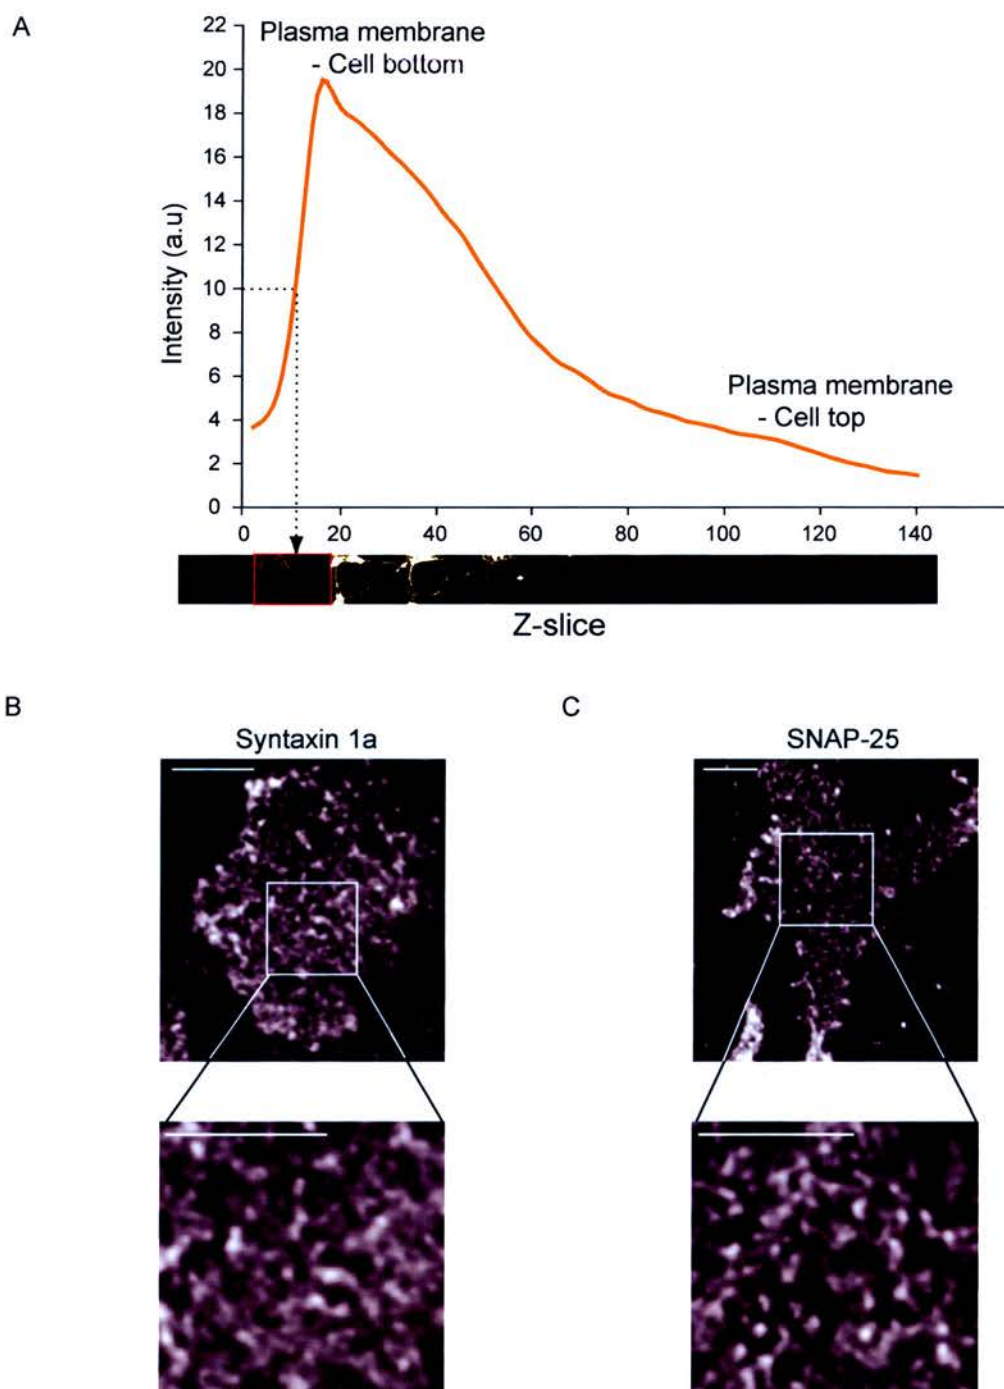 A
Plasma membrane
- Cell bottom
22
20
18
16
14
12
10
8
6
4
2
0
Intensity (a.u)
Plasma membrane
- Cell top
0 20 40 60 80 100 120 140
Z-slice
B
Syntaxin 1a
C
SNAP-25